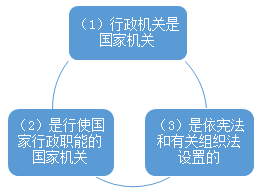 （1）行政机关是
国家机关
（2）是行使国
家行政职能的
国家机关
（3）是依宪法
和有关组织法
设置的